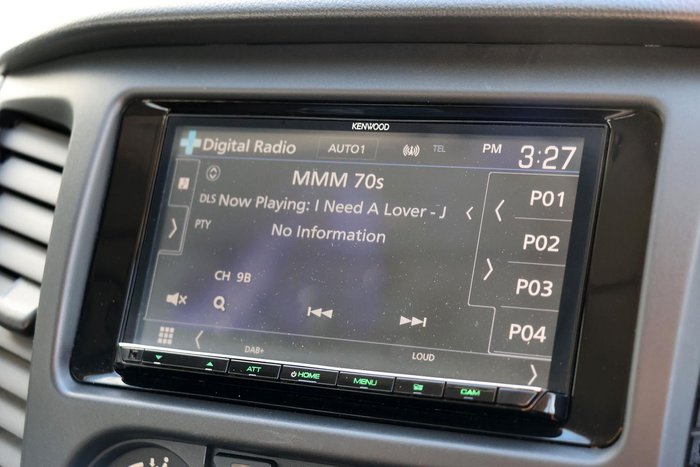 KENWOOD
Digital Radio AUTO1 TEL PM 3:27
MMM 70s
DLS Now Playing: I Need A Lover - J
PTY No Information
CH 9B
P01
P02
P03
P04
DAB+ LOUD
ATT HOME MENU CAM